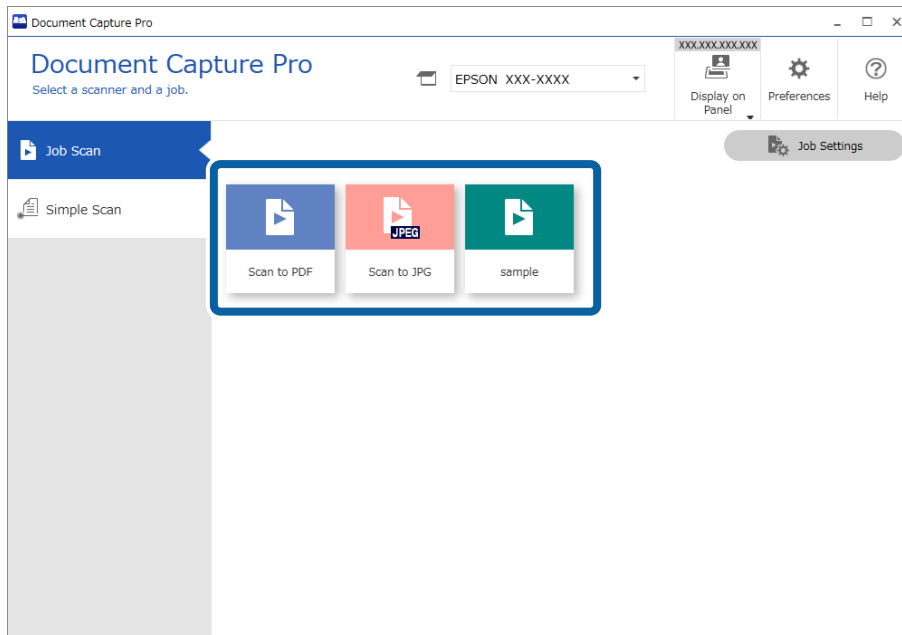 Document Capture Pro
Document Capture Pro
Select a scanner and a job.
EPSON XXX-XXXX
XXX.XXX.XXX.XXX
Display on
Panel
Preferences
Help
Job Scan
Job Settings
Simple Scan
JPEG
Scan to PDF
Scan to JPG
sample